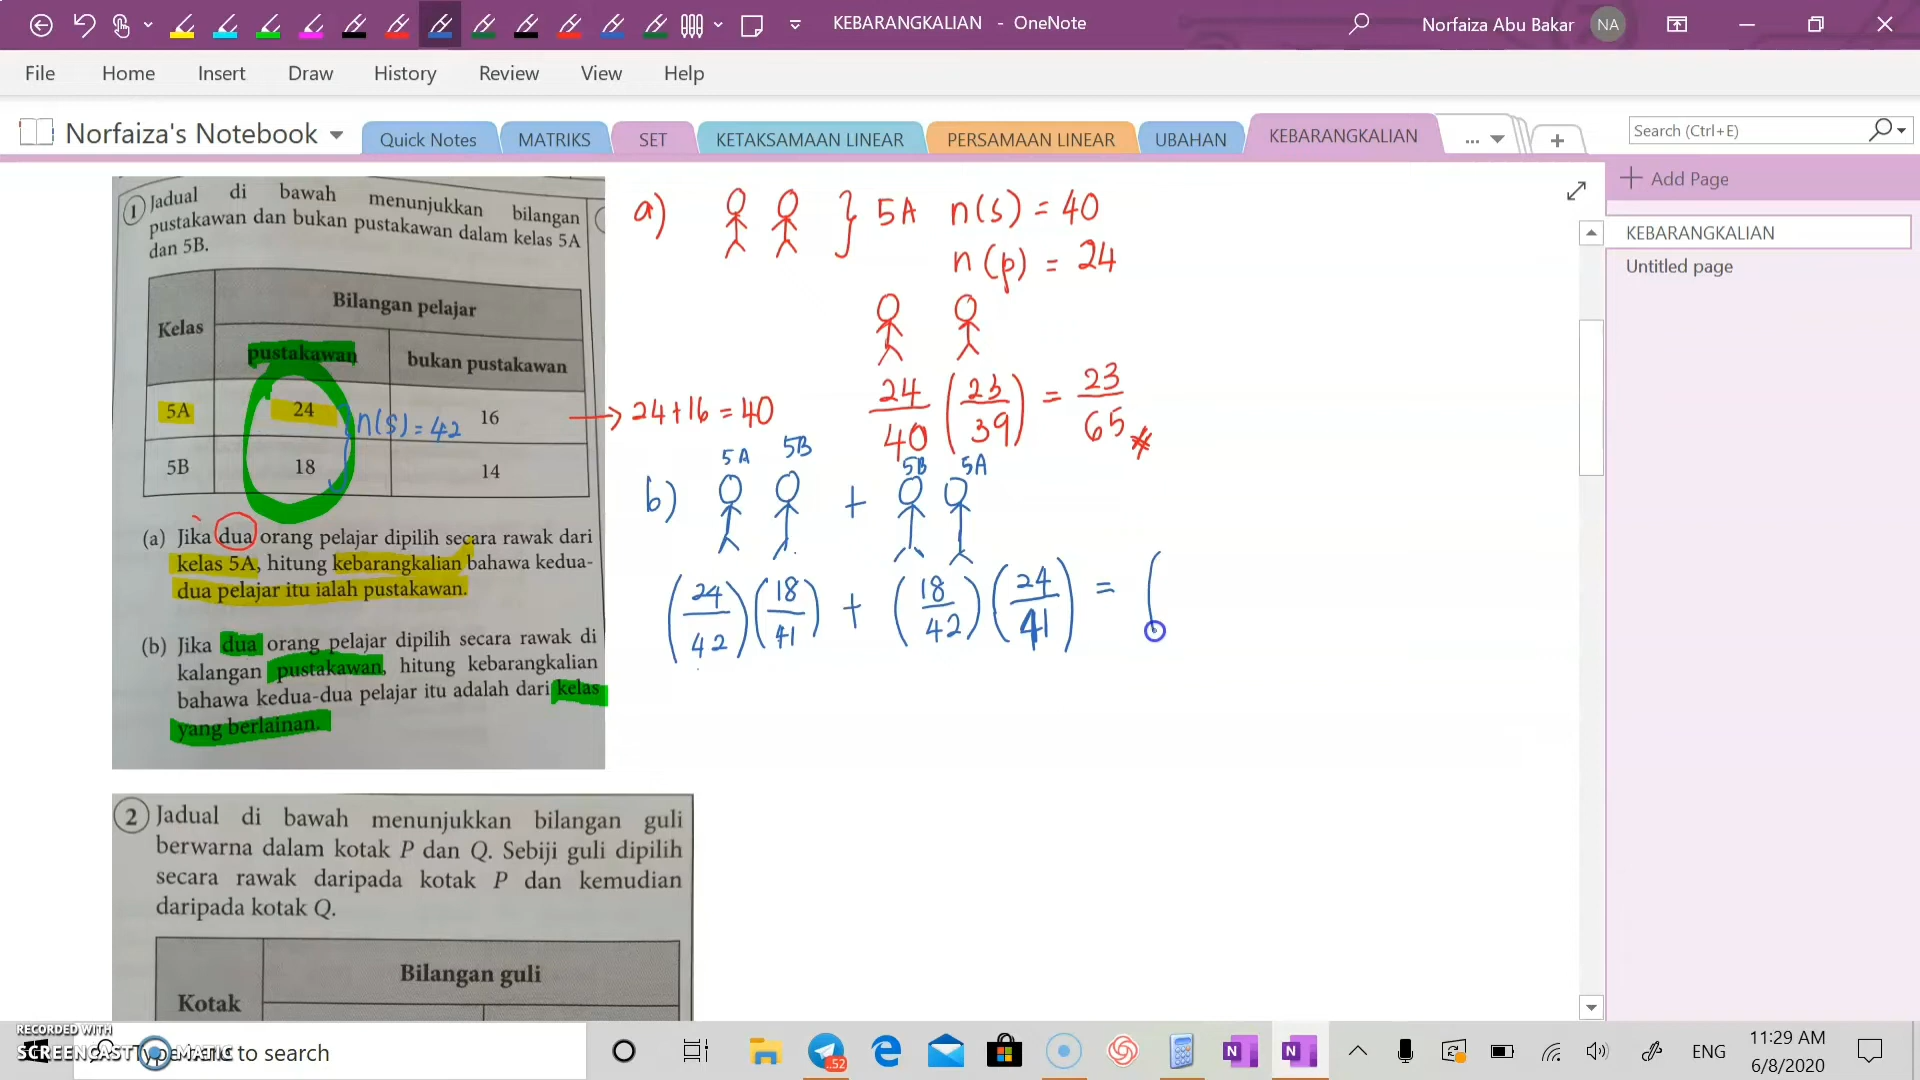 KEBARANGKALIAN - OneNote
Norfaiza Abu Bakar
NA
File Home Insert Draw History Review View Help
Norfaiza's Notebook
Quick Notes
MATRIKS
SET
KETAKSAMAAN LINEAR
PERSAMAAN LINEAR
UBAHAN
KEBARANGKALIAN
...
Search (Ctrl+E)
Add Page
KEBARANGKALIAN
Untitled page
1 Jadual di bawah menunjukkan bilangan
pustakawan dan bukan pustakawan dalam kelas 5A
dan 5B.
Kelas
Bilangan pelajar
pustakawan
bukan pustakawan
5A 24 16
5B 18 14
n(s) = 42
(a) Jika dua orang pelajar dipilih secara rawak dari
kelas 5A, hitung kebarangkalian bahawa kedua-
dua pelajar itu ialah pustakawan.
(b) Jika dua orang pelajar dipilih secara rawak di
kalangan pustakawan, hitung kebarangkalian
bahawa kedua-dua pelajar itu adalah dari kelas
yang berlainan.
a) } 5A n(s) = 40
n(p) = 24
→ 24+16 = 40
24/40 (23/39) = 23/65
b) 5A 5B + 5B 5A
(24/42)(18/41) + (18/42)(24/41) = (
2 Jadual di bawah menunjukkan bilangan guli
berwarna dalam kotak P dan Q. Sebiji guli dipilih
secara rawak daripada kotak P dan kemudian
daripada kotak Q.
Kotak
Bilangan guli
RECORDED WITH
SCREENCAST MATIC
Type here to search
52
ENG
11:29 AM
6/8/2020